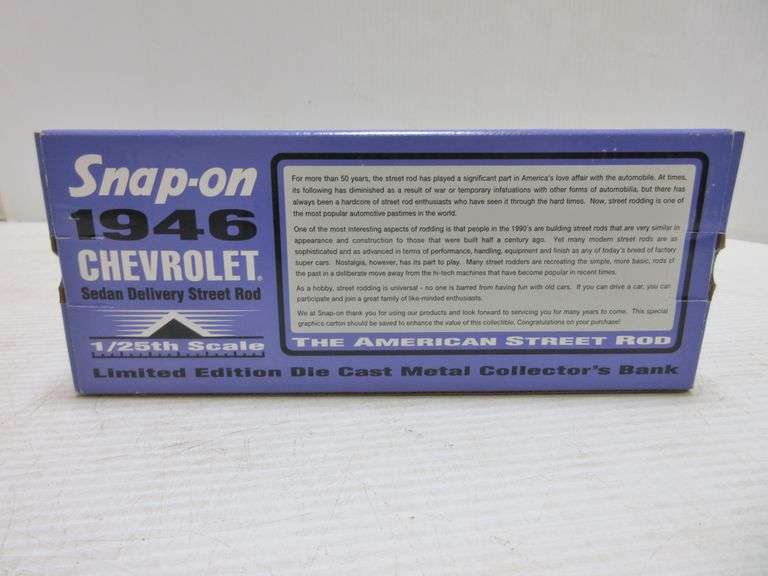 Snap-on
1946
CHEVROLET®
Sedan Delivery Street Rod
1/25th Scale
For more than 50 years, the street rod has played a significant part in America's love affair with the automobile. At times,
its following has diminished as a result of war or temporary infatuations with other forms of automobilia, but there has
always been a hardcore of street rod enthusiasts who have seen it through the hard times. Now, street rodding is one of
the most popular automotive pastimes in the world.
One of the most interesting aspects of rodding is that people in the 1990's are building street rods that are very similar in
appearance and construction to those that were built half a century ago. Yet many modern street rods are as
sophisticated and as advanced in terms of performance, handling, equipment and finish as any of today's breed of factory
super cars. Nostalgia, however, has its part to play. Many street rodders are recreating the simple, more basic, rods of
the past in a deliberate move away from the hi-tech machines that have become popular in recent times.
As a hobby, street rodding is universal - no one is barred from having fun with old cars. If you can drive a car, you can
participate and join a great family of like-minded enthusiasts.
We at Snap-on thank you for using our products and look forward to servicing you for many years to come. This special
graphics carton should be saved to enhance the value of this collectible. Congratulations on your purchase!
THE AMERICAN STREET ROD
Limited Edition Die Cast Metal Collector's Bank